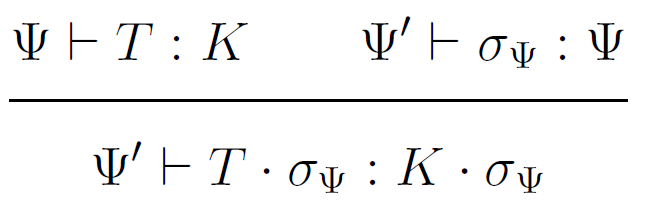 Ψ ⊢ T : K    Ψ′ ⊢ σ_Ψ : Ψ
Ψ′ ⊢ T · σ_Ψ : K · σ_Ψ